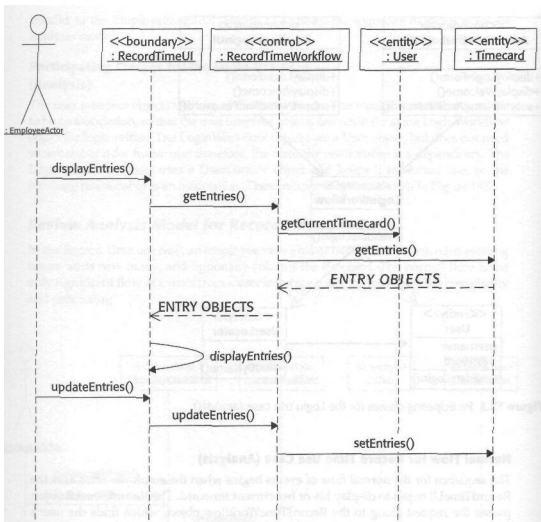 <<boundary>>
: RecordTimeUI
<<control>>
: RecordTimeWorkflow
<<entity>>
: User
<<entity>>
: Timecard
: EmployeeActor
displayEntries()
getEntries()
getCurrentTimecard()
getEntries()
ENTRY OBJECTS
ENTRY OBJECTS
displayEntries()
updateEntries()
updateEntries()
setEntries()